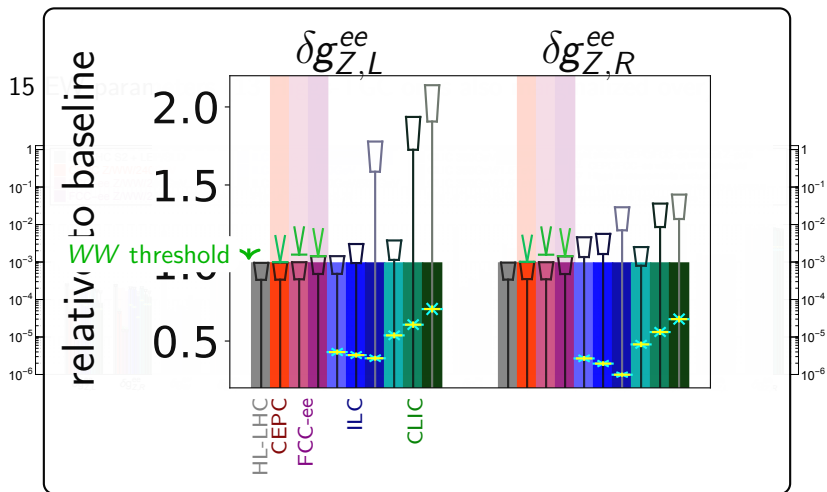 δg^{ee}_{Z,L} δg^{ee}_{Z,R}
15 EW param
relative to baseline
2.0
1.5
1.0
0.5
WW threshold
1
10⁻¹
10⁻²
10⁻³
10⁻⁴
10⁻⁵
10⁻⁶
1
10⁻¹
10⁻²
10⁻³
10⁻⁴
10⁻⁵
10⁻⁶
HL-LHC
CEPC
FCC-ee
ILC
CLIC